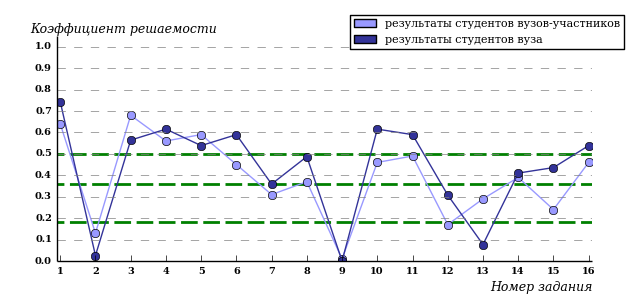 Коэффициент решаемости
результаты студентов вузов-участников
результаты студентов вуза
1.0
0.9
0.8
0.7
0.6
0.5
0.4
0.3
0.2
0.1
0.0
1 2 3 4 5 6 7 8 9 10 11 12 13 14 15 16
Номер задания